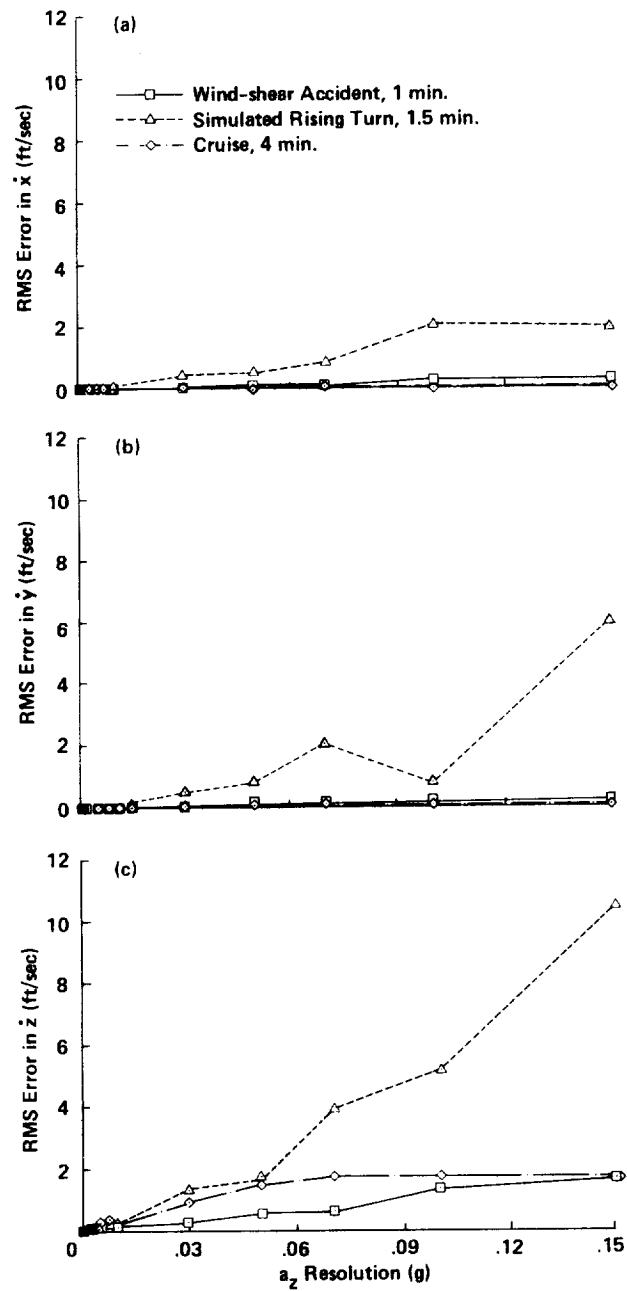 12
(a)
10
Wind-shear Accident, 1 min.
Simulated Rising Turn, 1.5 min.
8
Cruise, 4 min.
6
4
2
0
RMS Error in ẋ (ft/sec)
12
(b)
10
8
6
4
2
0
RMS Error in ẏ (ft/sec)
12
(c)
10
8
6
4
2
0
.03
.06
.09
.12
.15
RMS Error in ż (ft/sec)
a_z Resolution (g)